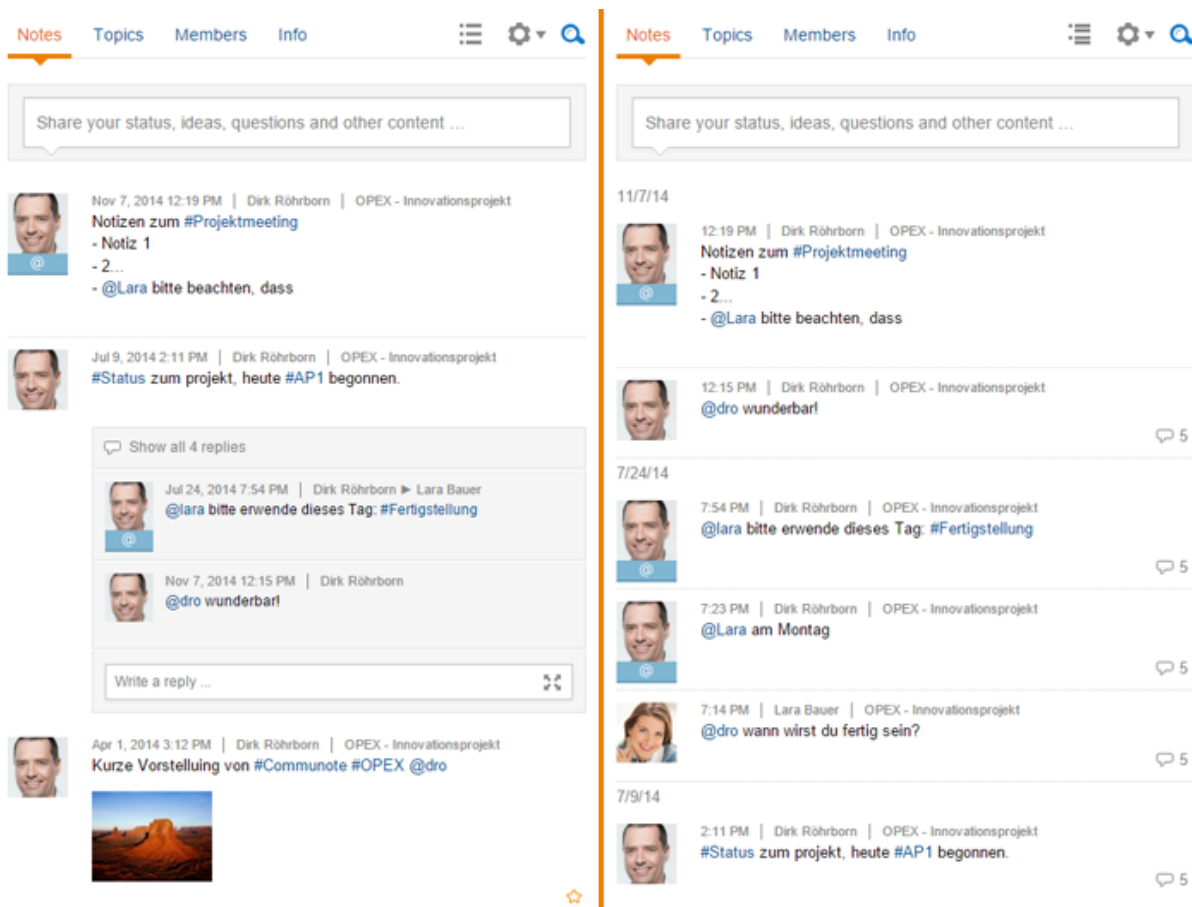 Notes Topics Members Info
Share your status, ideas, questions and other content ...
Nov 7, 2014 12:19 PM | Dirk Röhrborn | OPEX - Innovationsprojekt
Notizen zum #Projektmeeting
- Notiz 1
- 2...
- @Lara bitte beachten, dass
@
Jul 9, 2014 2:11 PM | Dirk Röhrborn | OPEX - Innovationsprojekt
#Status zum projekt, heute #AP1 begonnen.
Show all 4 replies
Jul 24, 2014 7:54 PM | Dirk Röhrborn ▶ Lara Bauer
@lara bitte erwende dieses Tag: #Fertigstellung
@
Nov 7, 2014 12:15 PM | Dirk Röhrborn
@dro wunderbar!
Write a reply ...
Apr 1, 2014 3:12 PM | Dirk Röhrborn | OPEX - Innovationsprojekt
Kurze Vorstelluing von #Communote #OPEX @dro
Notes Topics Members Info
Share your status, ideas, questions and other content ...
11/7/14
12:19 PM | Dirk Röhrborn | OPEX - Innovationsprojekt
Notizen zum #Projektmeeting
- Notiz 1
- 2...
- @Lara bitte beachten, dass
@
12:15 PM | Dirk Röhrborn | OPEX - Innovationsprojekt
@dro wunderbar!
5
7/24/14
7:54 PM | Dirk Röhrborn | OPEX - Innovationsprojekt
@lara bitte erwende dieses Tag: #Fertigstellung
@
5
7:23 PM | Dirk Röhrborn | OPEX - Innovationsprojekt
@Lara am Montag
@
5
7:14 PM | Lara Bauer | OPEX - Innovationsprojekt
@dro wann wirst du fertig sein?
5
7/9/14
2:11 PM | Dirk Röhrborn | OPEX - Innovationsprojekt
#Status zum projekt, heute #AP1 begonnen.
5